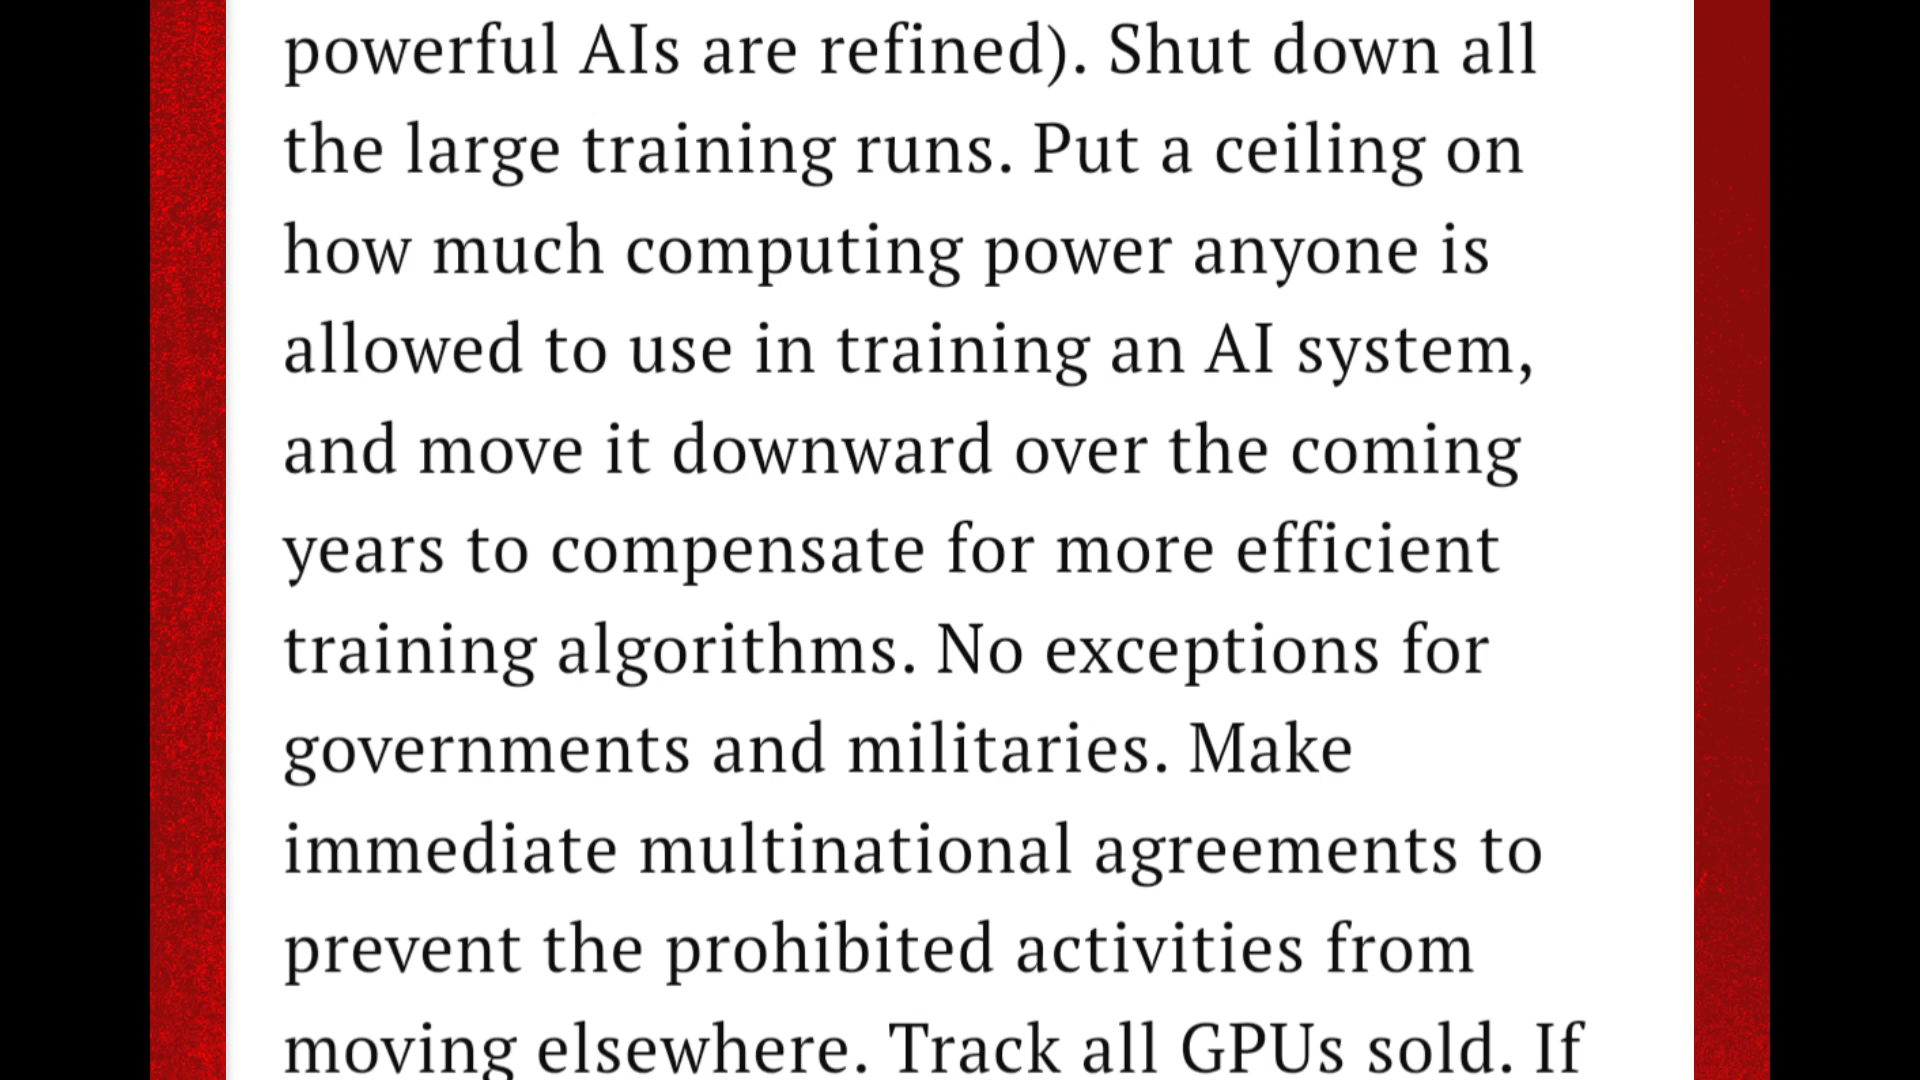 powerful AIs are refined). Shut down all
the large training runs. Put a ceiling on
how much computing power anyone is
allowed to use in training an AI system,
and move it downward over the coming
years to compensate for more efficient
training algorithms. No exceptions for
governments and militaries. Make
immediate multinational agreements to
prevent the prohibited activities from
moving elsewhere. Track all GPUs sold. If